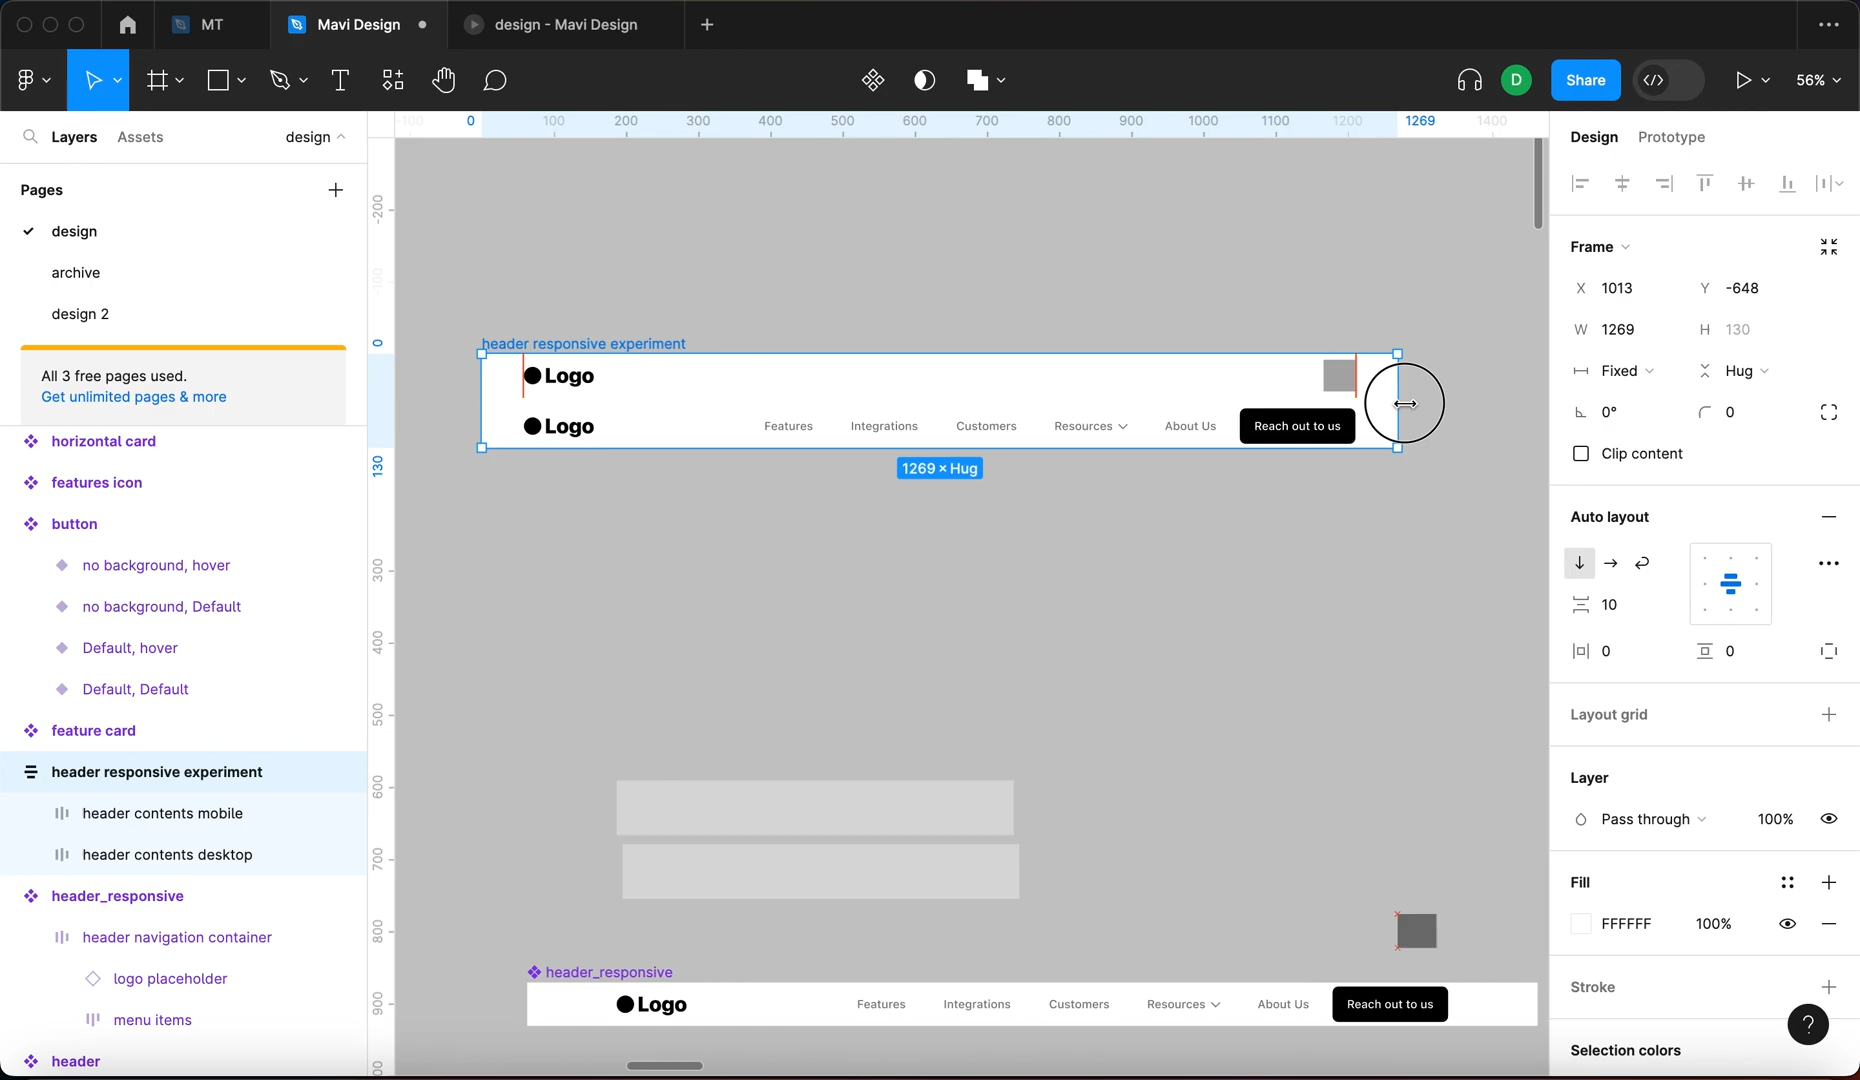 MT
Mavi Design
design - Mavi Design
D
Share
56%
Layers
Assets
design
Pages
design
archive
design 2
All 3 free pages used.
Get unlimited pages & more
horizontal card
features icon
button
no background, hover
no background, Default
Default, hover
Default, Default
feature card
header responsive experiment
header contents mobile
header contents desktop
header_responsive
header navigation container
logo placeholder
menu items
header
-100
0
100
200
300
400
500
600
700
800
900
1000
1100
1200
1269
1400
-200
-100
0
130
300
400
500
600
700
800
900
header responsive experiment
Logo
Logo
Features
Integrations
Customers
Resources
About Us
Reach out to us
1269 × Hug
header_responsive
Logo
Features
Integrations
Customers
Resources
About Us
Reach out to us
Design
Prototype
Frame
X 1013
Y -648
W 1269
H 130
Fixed
Hug
0°
0
Clip content
Auto layout
10
0
0
Layout grid
Layer
Pass through
100%
Fill
FFFFFF
100%
Stroke
?
Selection colors